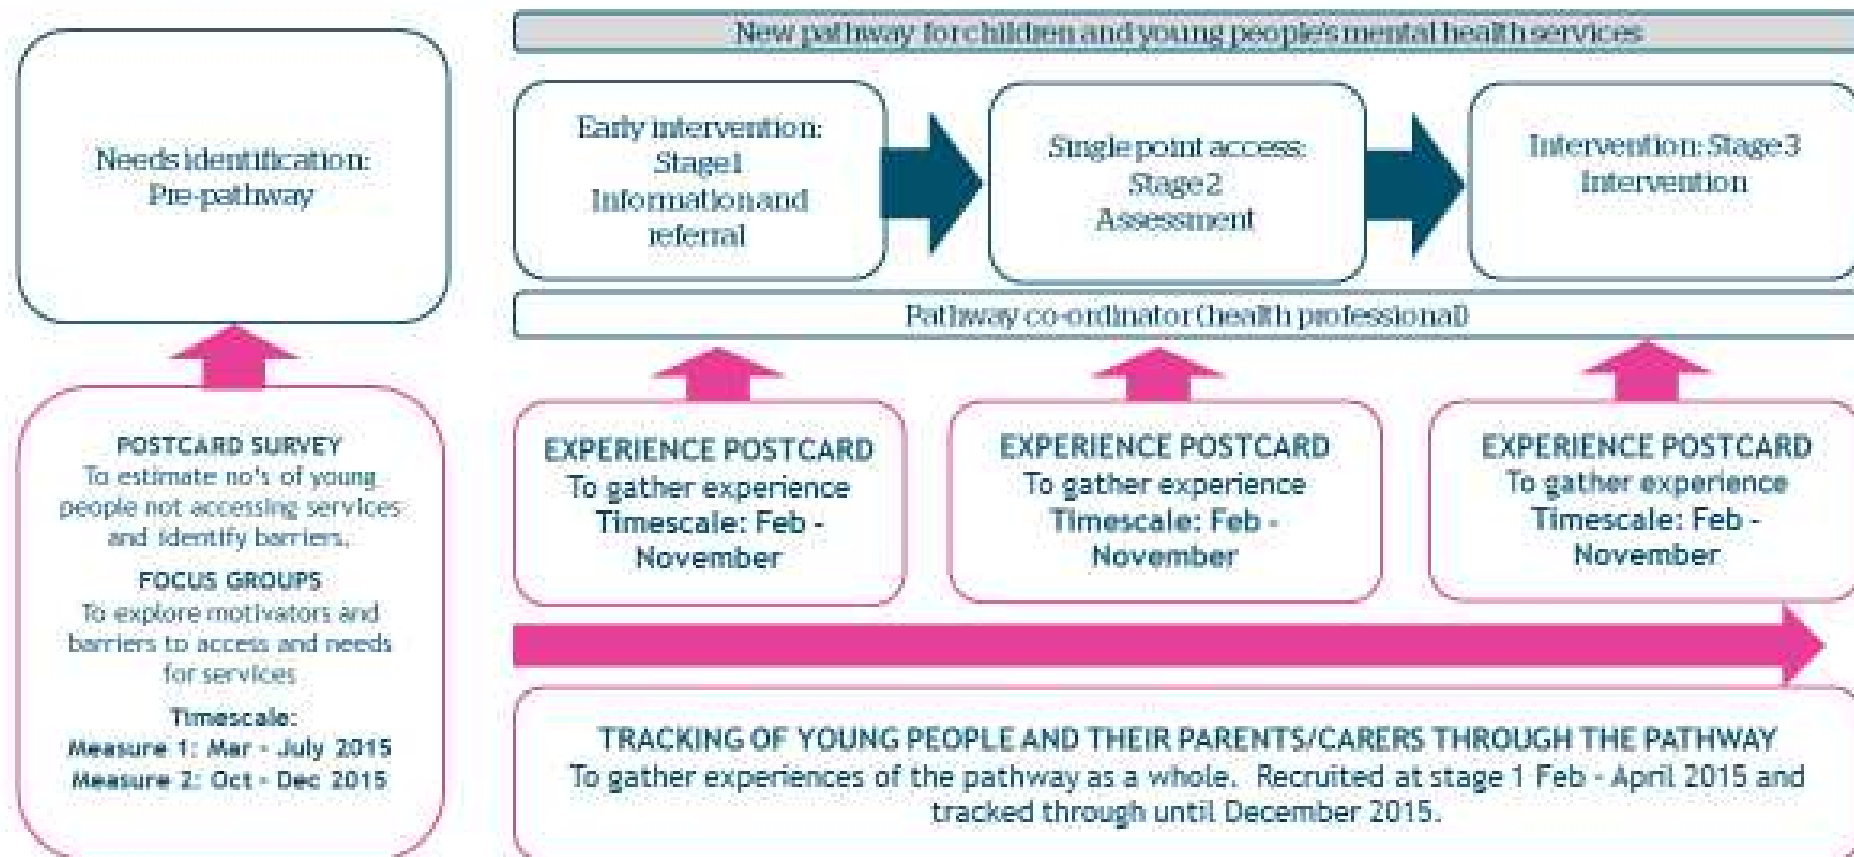 New pathway for children and young people's mental health services
Needs identification:
Pre-pathway
Early intervention:
Stage 1
Information and
referral
Single point access:
Stage 2
Assessment
Intervention: Stage 3
Intervention
Pathway co-ordinator (health professional)
POSTCARD SURVEY
To estimate no's of young
people not accessing services
and identify barriers.
FOCUS GROUPS
To explore motivators and
barriers to access and needs
for services
Timescale:
Measure 1: Mar - July 2015
Measure 2: Oct - Dec 2015
EXPERIENCE POSTCARD
To gather experience
Timescale: Feb -
November
EXPERIENCE POSTCARD
To gather experience
Timescale: Feb -
November
EXPERIENCE POSTCARD
To gather experience
Timescale: Feb -
November
TRACKING OF YOUNG PEOPLE AND THEIR PARENTS/CARERS THROUGH THE PATHWAY
To gather experiences of the pathway as a whole. Recruited at stage 1 Feb - April 2015 and
tracked through until December 2015.